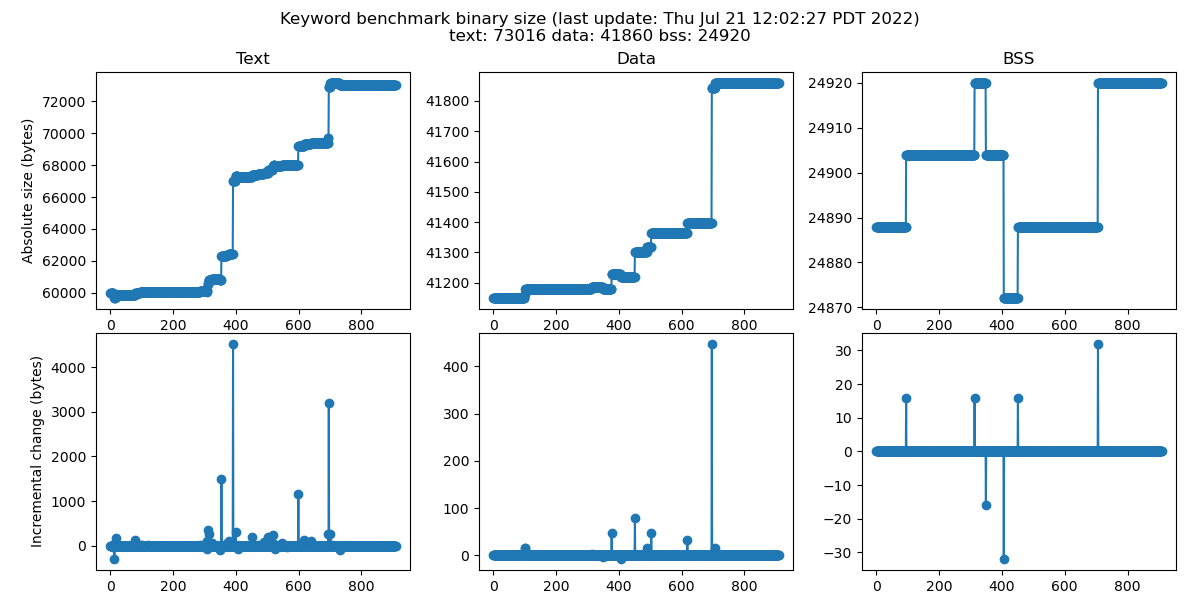 Keyword benchmark binary size (last update: Thu Jul 21 12:02:27 PDT 2022)
text: 73016 data: 41860 bss: 24920
Text
Data
BSS
Absolute size (bytes)
72000
70000
68000
66000
64000
62000
60000
0 200 400 600 800
41800
41700
41600
41500
41400
41300
41200
0 200 400 600 800
24920
24910
24900
24890
24880
24870
0 200 400 600 800
Incremental change (bytes)
4000
3000
2000
1000
0
0 200 400 600 800
400
300
200
100
0
0 200 400 600 800
30
20
10
0
−10
−20
−30
0 200 400 600 800